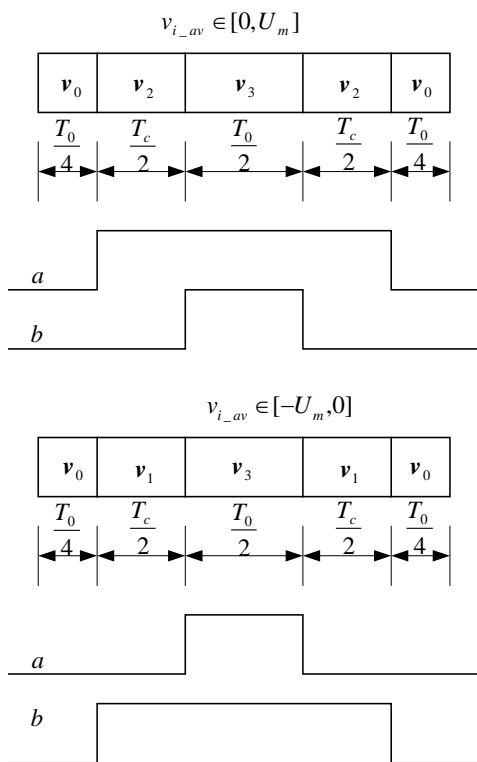 v_{i_av} ∈ [0, U_m]
v_0 v_2 v_3 v_2 v_0
T_0/4 T_c/2 T_0/2 T_c/2 T_0/4
a
b
v_{i_av} ∈ [−U_m, 0]
v_0 v_1 v_3 v_1 v_0
T_0/4 T_c/2 T_0/2 T_c/2 T_0/4
a
b